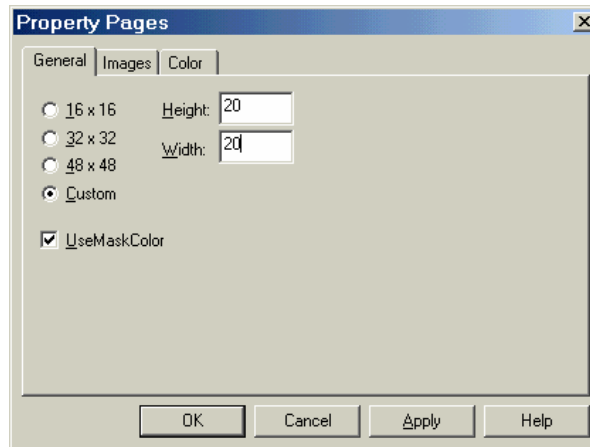 Property Pages
General Images Color
16 x 16 Height: 20
32 x 32
Width: 20
48 x 48
Custom
UseMaskColor
OK Cancel Apply Help